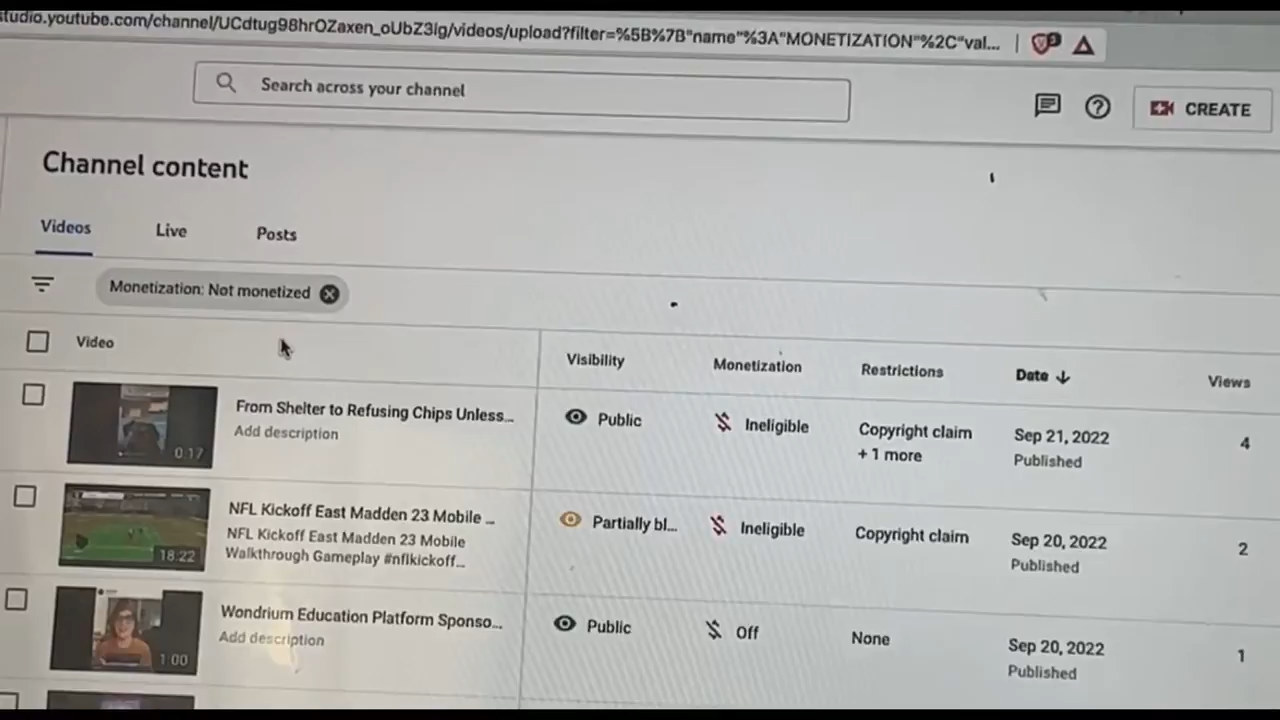 studio.youtube.com/channel/UCdtug98hrOZaxen_oUbZ3lg/videos/upload?filter=%5B%7B"name"%3A"MONETIZATION"%2C"val...
Search across your channel
CREATE
Channel content
Videos Live Posts
Monetization: Not monetized
Video Visibility Monetization Restrictions Date Views
From Shelter to Refusing Chips Unless...
Add description
0:17
Public Ineligible Copyright claim
+ 1 more
Sep 21, 2022
Published
4
NFL Kickoff East Madden 23 Mobile ...
NFL Kickoff East Madden 23 Mobile
Walkthrough Gameplay #nflkickoff...
18:22
Partially bl... Ineligible Copyright claim
Sep 20, 2022
Published
2
Wondrium Education Platform Sponso...
Add description
1:00
Public Off None
Sep 20, 2022
Published
1